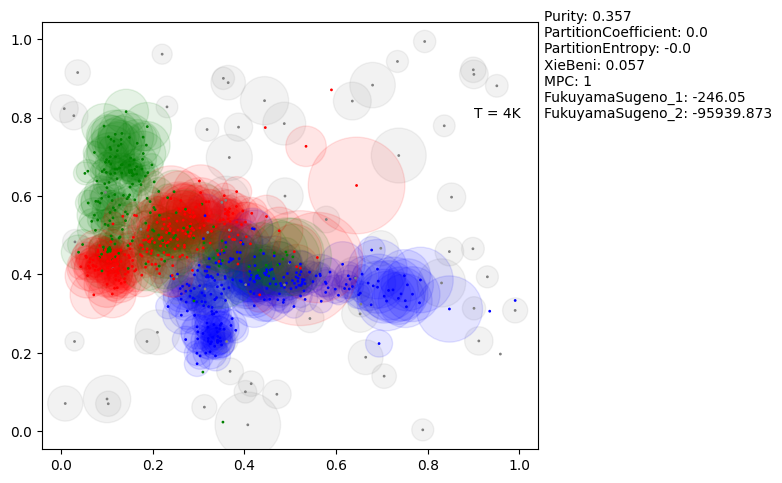 Purity: 0.357
PartitionCoefficient: 0.0
PartitionEntropy: -0.0
XieBeni: 0.057
MPC: 1
FukuyamaSugeno_1: -246.05
FukuyamaSugeno_2: -95939.873
T = 4K
1.0
0.8
0.6
0.4
0.2
0.0
0.0 0.2 0.4 0.6 0.8 1.0